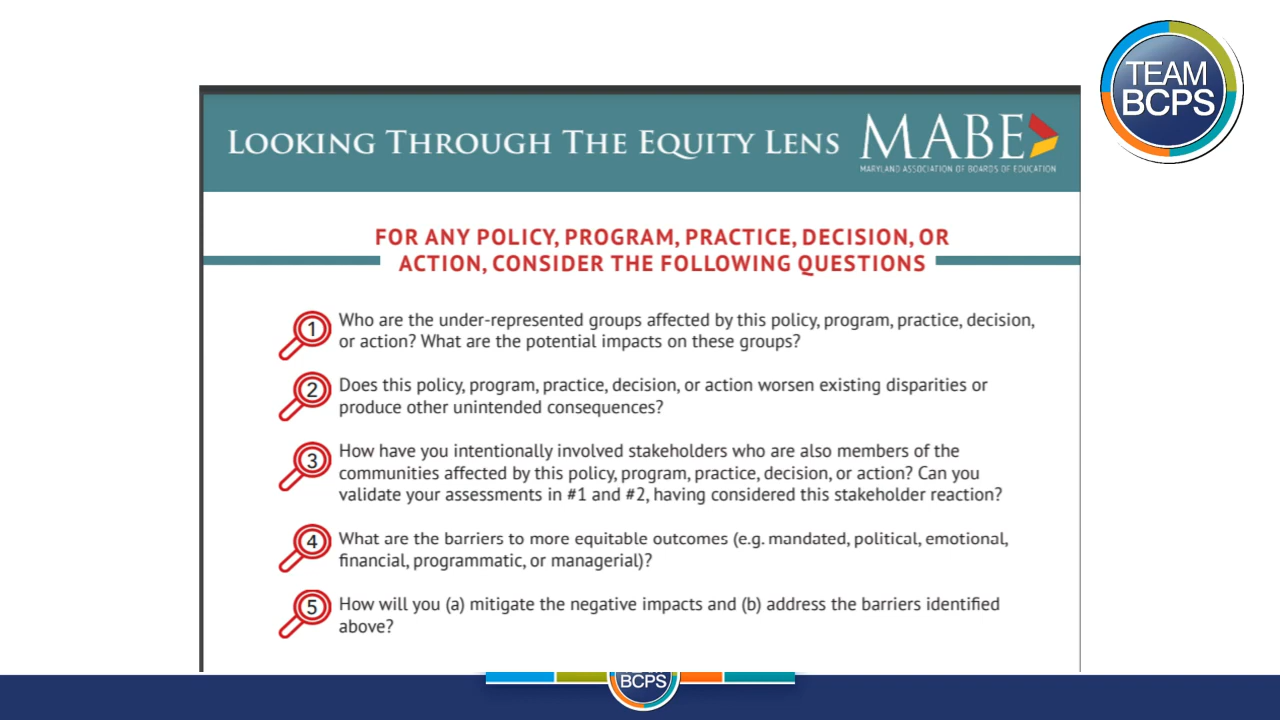 TEAM
BCPS
LOOKING THROUGH THE EQUITY LENS
MABE
MARYLAND ASSOCIATION OF BOARDS OF EDUCATION
FOR ANY POLICY, PROGRAM, PRACTICE, DECISION, OR
ACTION, CONSIDER THE FOLLOWING QUESTIONS
1 Who are the under-represented groups affected by this policy, program, practice, decision,
or action? What are the potential impacts on these groups?
2 Does this policy, program, practice, decision, or action worsen existing disparities or
produce other unintended consequences?
3 How have you intentionally involved stakeholders who are also members of the
communities affected by this policy, program, practice, decision, or action? Can you
validate your assessments in #1 and #2, having considered this stakeholder reaction?
4 What are the barriers to more equitable outcomes (e.g. mandated, political, emotional,
financial, programmatic, or managerial)?
5 How will you (a) mitigate the negative impacts and (b) address the barriers identified
above?
BCPS